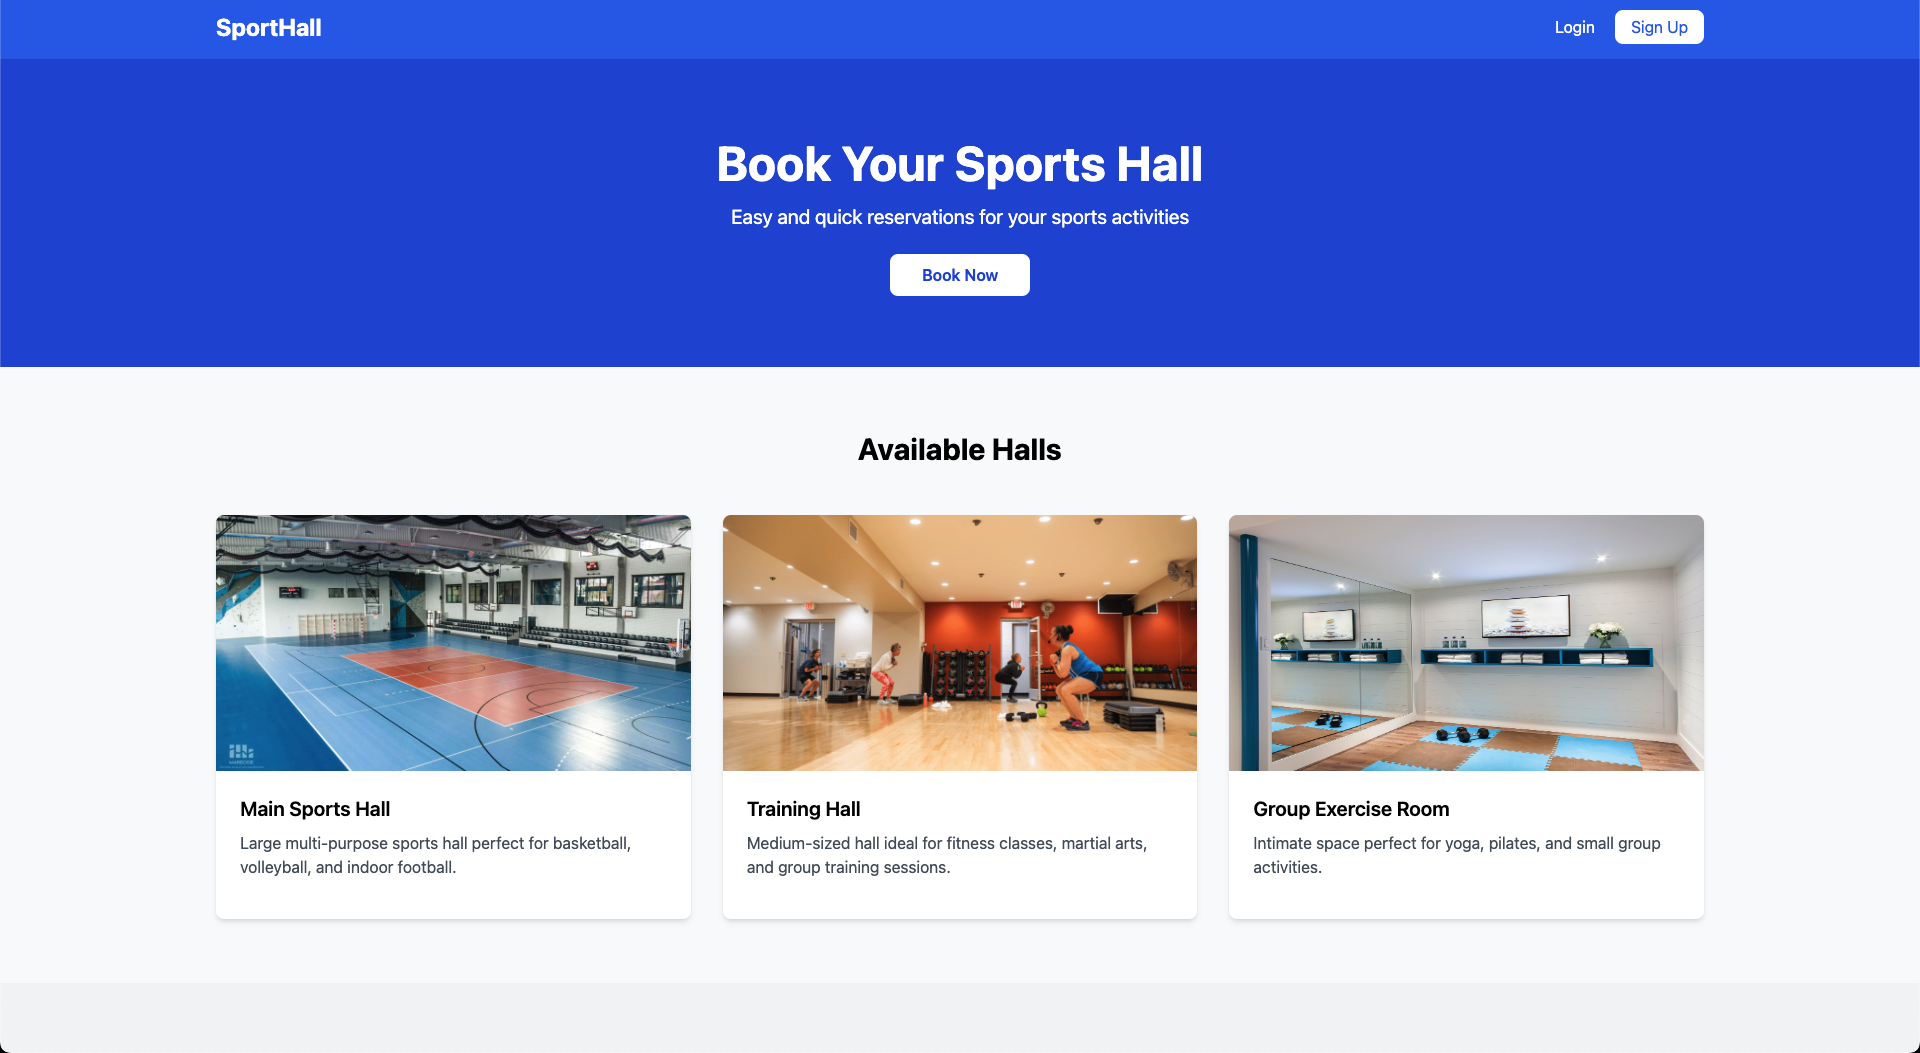 SportHall
Login
Sign Up
Book Your Sports Hall
Easy and quick reservations for your sports activities
Book Now
Available Halls
Main Sports Hall
Large multi-purpose sports hall perfect for basketball,
volleyball, and indoor football.
Training Hall
Medium-sized hall ideal for fitness classes, martial arts,
and group training sessions.
Group Exercise Room
Intimate space perfect for yoga, pilates, and small group
activities.